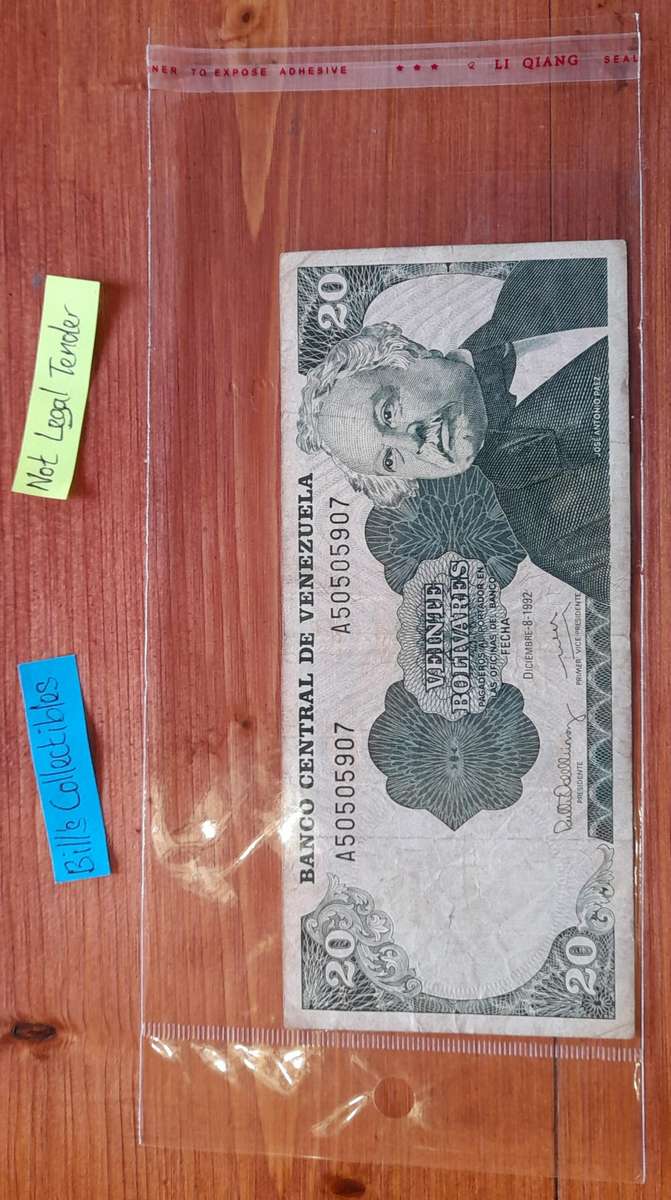 NER TO EXPOSE ADHESIVE *** LI QIANG SEAL
Not Legal Tender
Bill's Collectibles
BANCO CENTRAL DE VENEZUELA
A50505907
A50505907
20
20
20
VEINTE
BOLÍVARES
PAGADEROS AL PORTADOR EN
LAS OFICINAS DEL BANCO
FECHA
DICIEMBRE-8-1992
PRESIDENTE
PRIMER VICE-PRESIDENTE
JOSE ANTONIO PAEZ